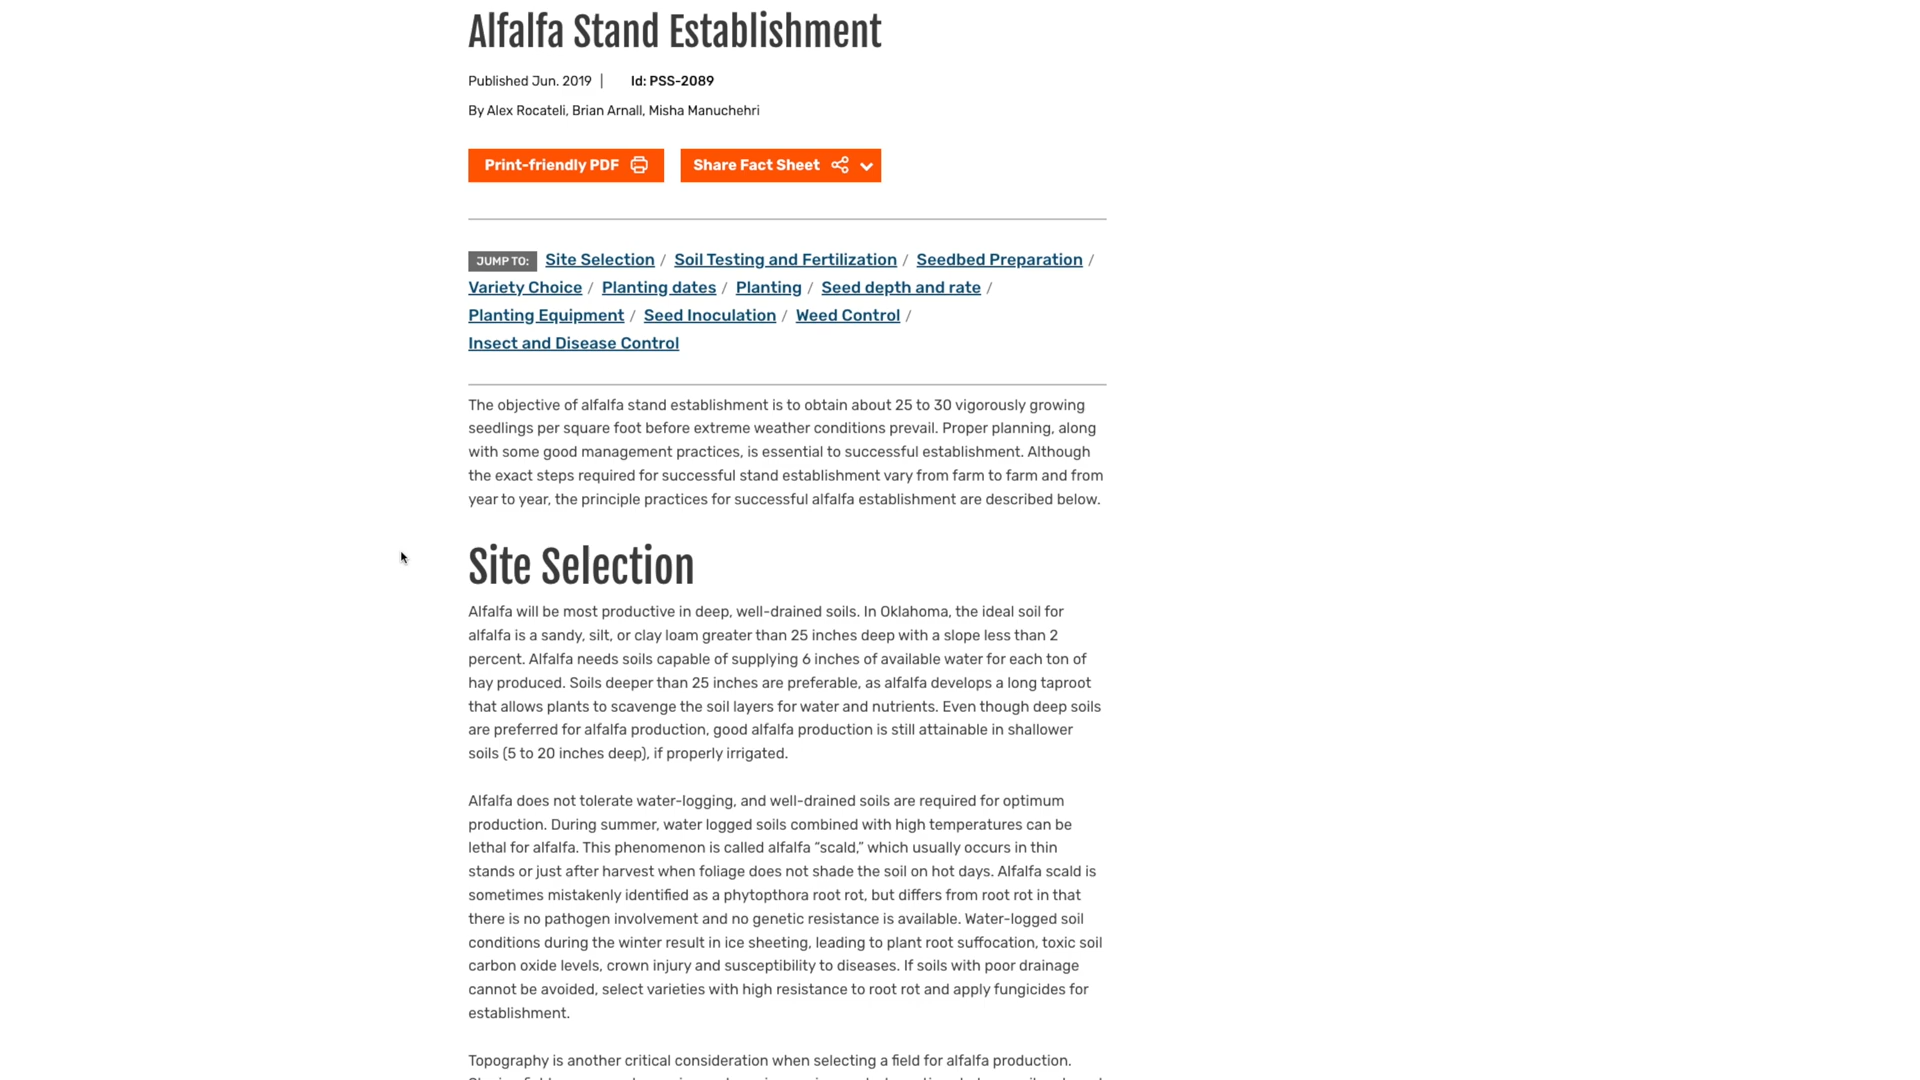 Alfalfa Stand Establishment
Published Jun. 2019 | Id: PSS-2089
By Alex Rocateli, Brian Arnall, Misha Manuchehri
Print-friendly PDF Share Fact Sheet
JUMP TO: Site Selection / Soil Testing and Fertilization / Seedbed Preparation /
Variety Choice / Planting dates / Planting / Seed depth and rate /
Planting Equipment / Seed Inoculation / Weed Control /
Insect and Disease Control
The objective of alfalfa stand establishment is to obtain about 25 to 30 vigorously growing
seedlings per square foot before extreme weather conditions prevail. Proper planning, along
with some good management practices, is essential to successful establishment. Although
the exact steps required for successful stand establishment vary from farm to farm and from
year to year, the principle practices for successful alfalfa establishment are described below.
Site Selection
Alfalfa will be most productive in deep, well-drained soils. In Oklahoma, the ideal soil for
alfalfa is a sandy, silt, or clay loam greater than 25 inches deep with a slope less than 2
percent. Alfalfa needs soils capable of supplying 6 inches of available water for each ton of
hay produced. Soils deeper than 25 inches are preferable, as alfalfa develops a long taproot
that allows plants to scavenge the soil layers for water and nutrients. Even though deep soils
are preferred for alfalfa production, good alfalfa production is still attainable in shallower
soils (5 to 20 inches deep), if properly irrigated.
Alfalfa does not tolerate water-logging, and well-drained soils are required for optimum
production. During summer, water logged soils combined with high temperatures can be
lethal for alfalfa. This phenomenon is called alfalfa “scald,” which usually occurs in thin
stands or just after harvest when foliage does not shade the soil on hot days. Alfalfa scald is
sometimes mistakenly identified as a phytopthora root rot, but differs from root rot in that
there is no pathogen involvement and no genetic resistance is available. Water-logged soil
conditions during the winter result in ice sheeting, leading to plant root suffocation, toxic soil
carbon oxide levels, crown injury and susceptibility to diseases. If soils with poor drainage
cannot be avoided, select varieties with high resistance to root rot and apply fungicides for
establishment.
Topography is another critical consideration when selecting a field for alfalfa production.